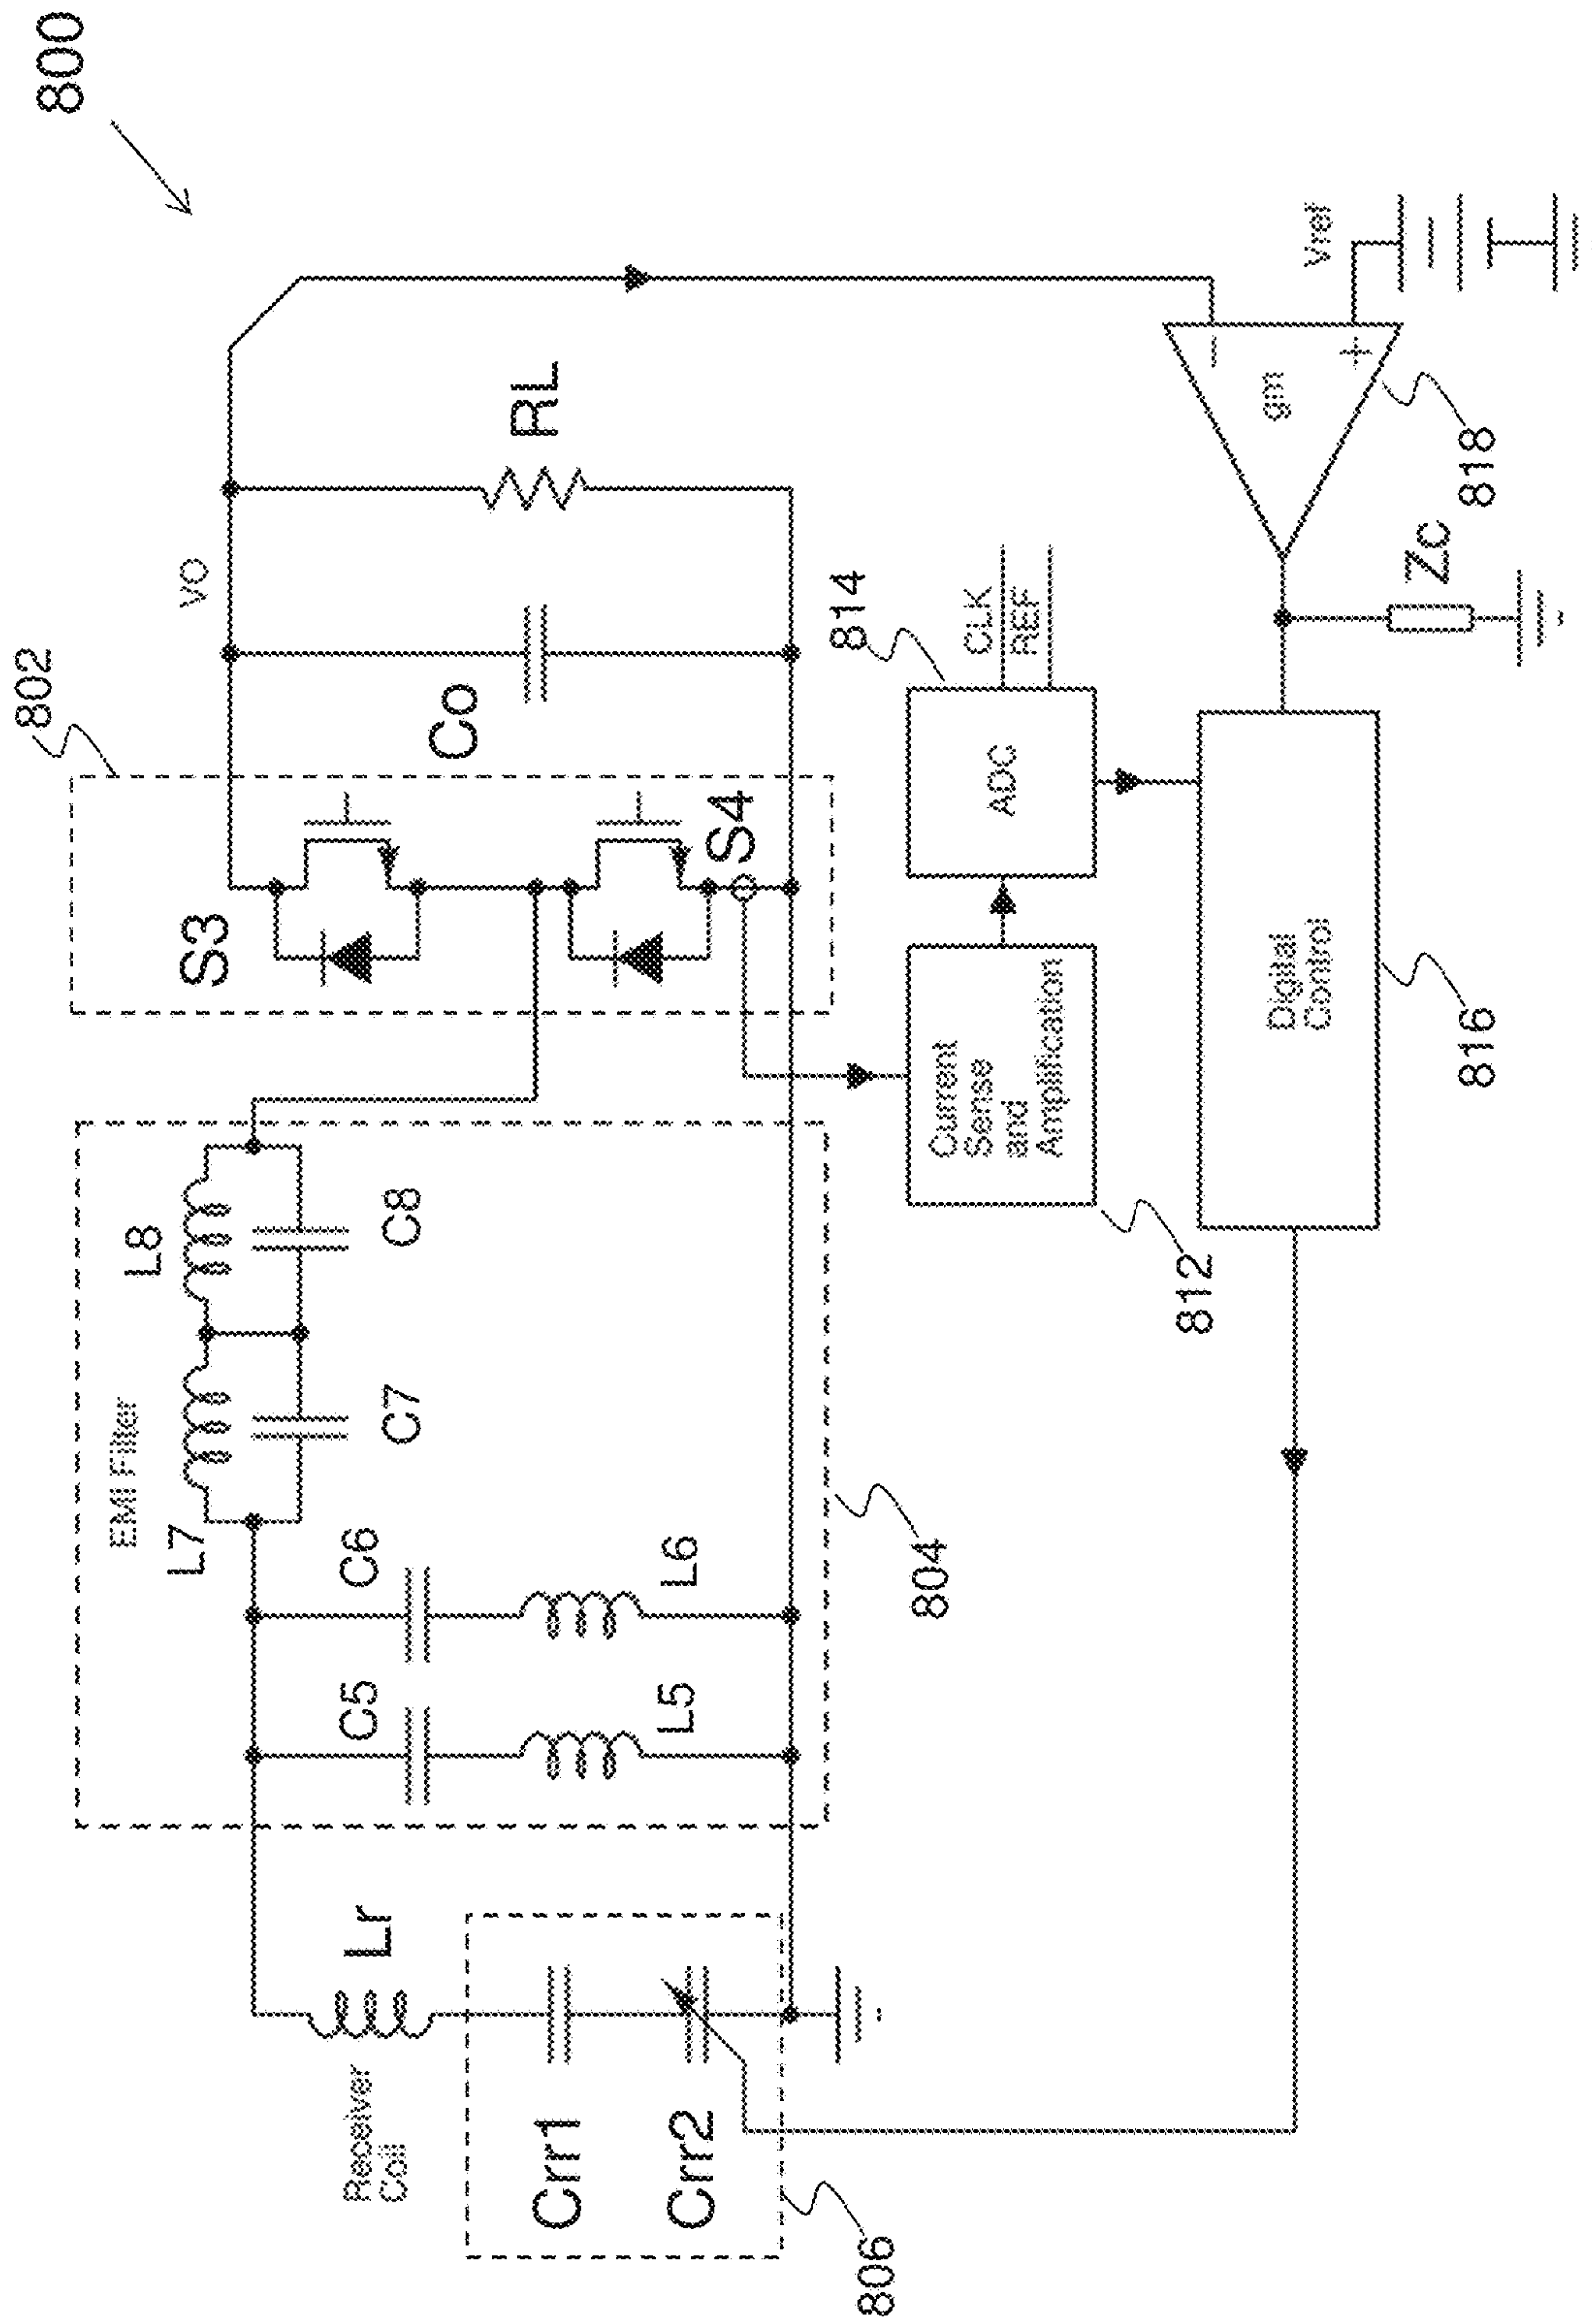 800
802
S3
S4
VO
Co
RL
EMI Filter
L7
L8
C7
C8
C5
C6
L5
L6
804
Receiver
Coil
Lr
Crr1
Crr2
806
Current
Sense
and
Amplification
812
ADC
814
CLK
REF
Digital
Control
816
gm
−
+
818
Vref
Zc